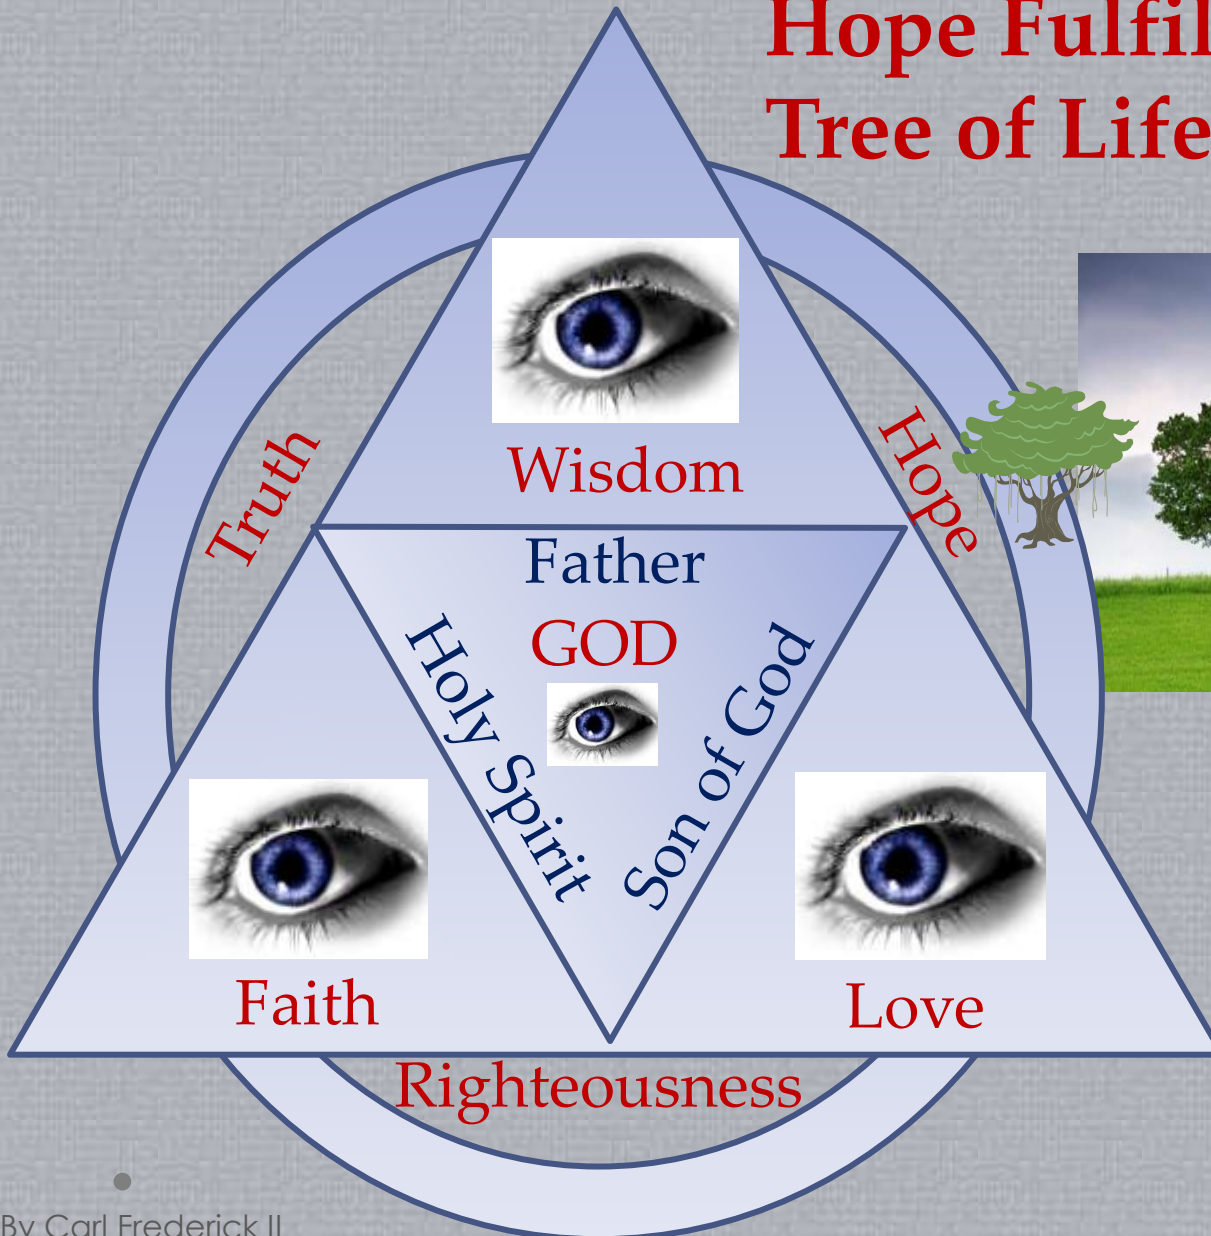 Hope Fulfil
Tree of Life
Truth
Hope
Wisdom
Father
GOD
Holy Spirit
Son of God
Faith
Love
Righteousness
By Carl Frederick II